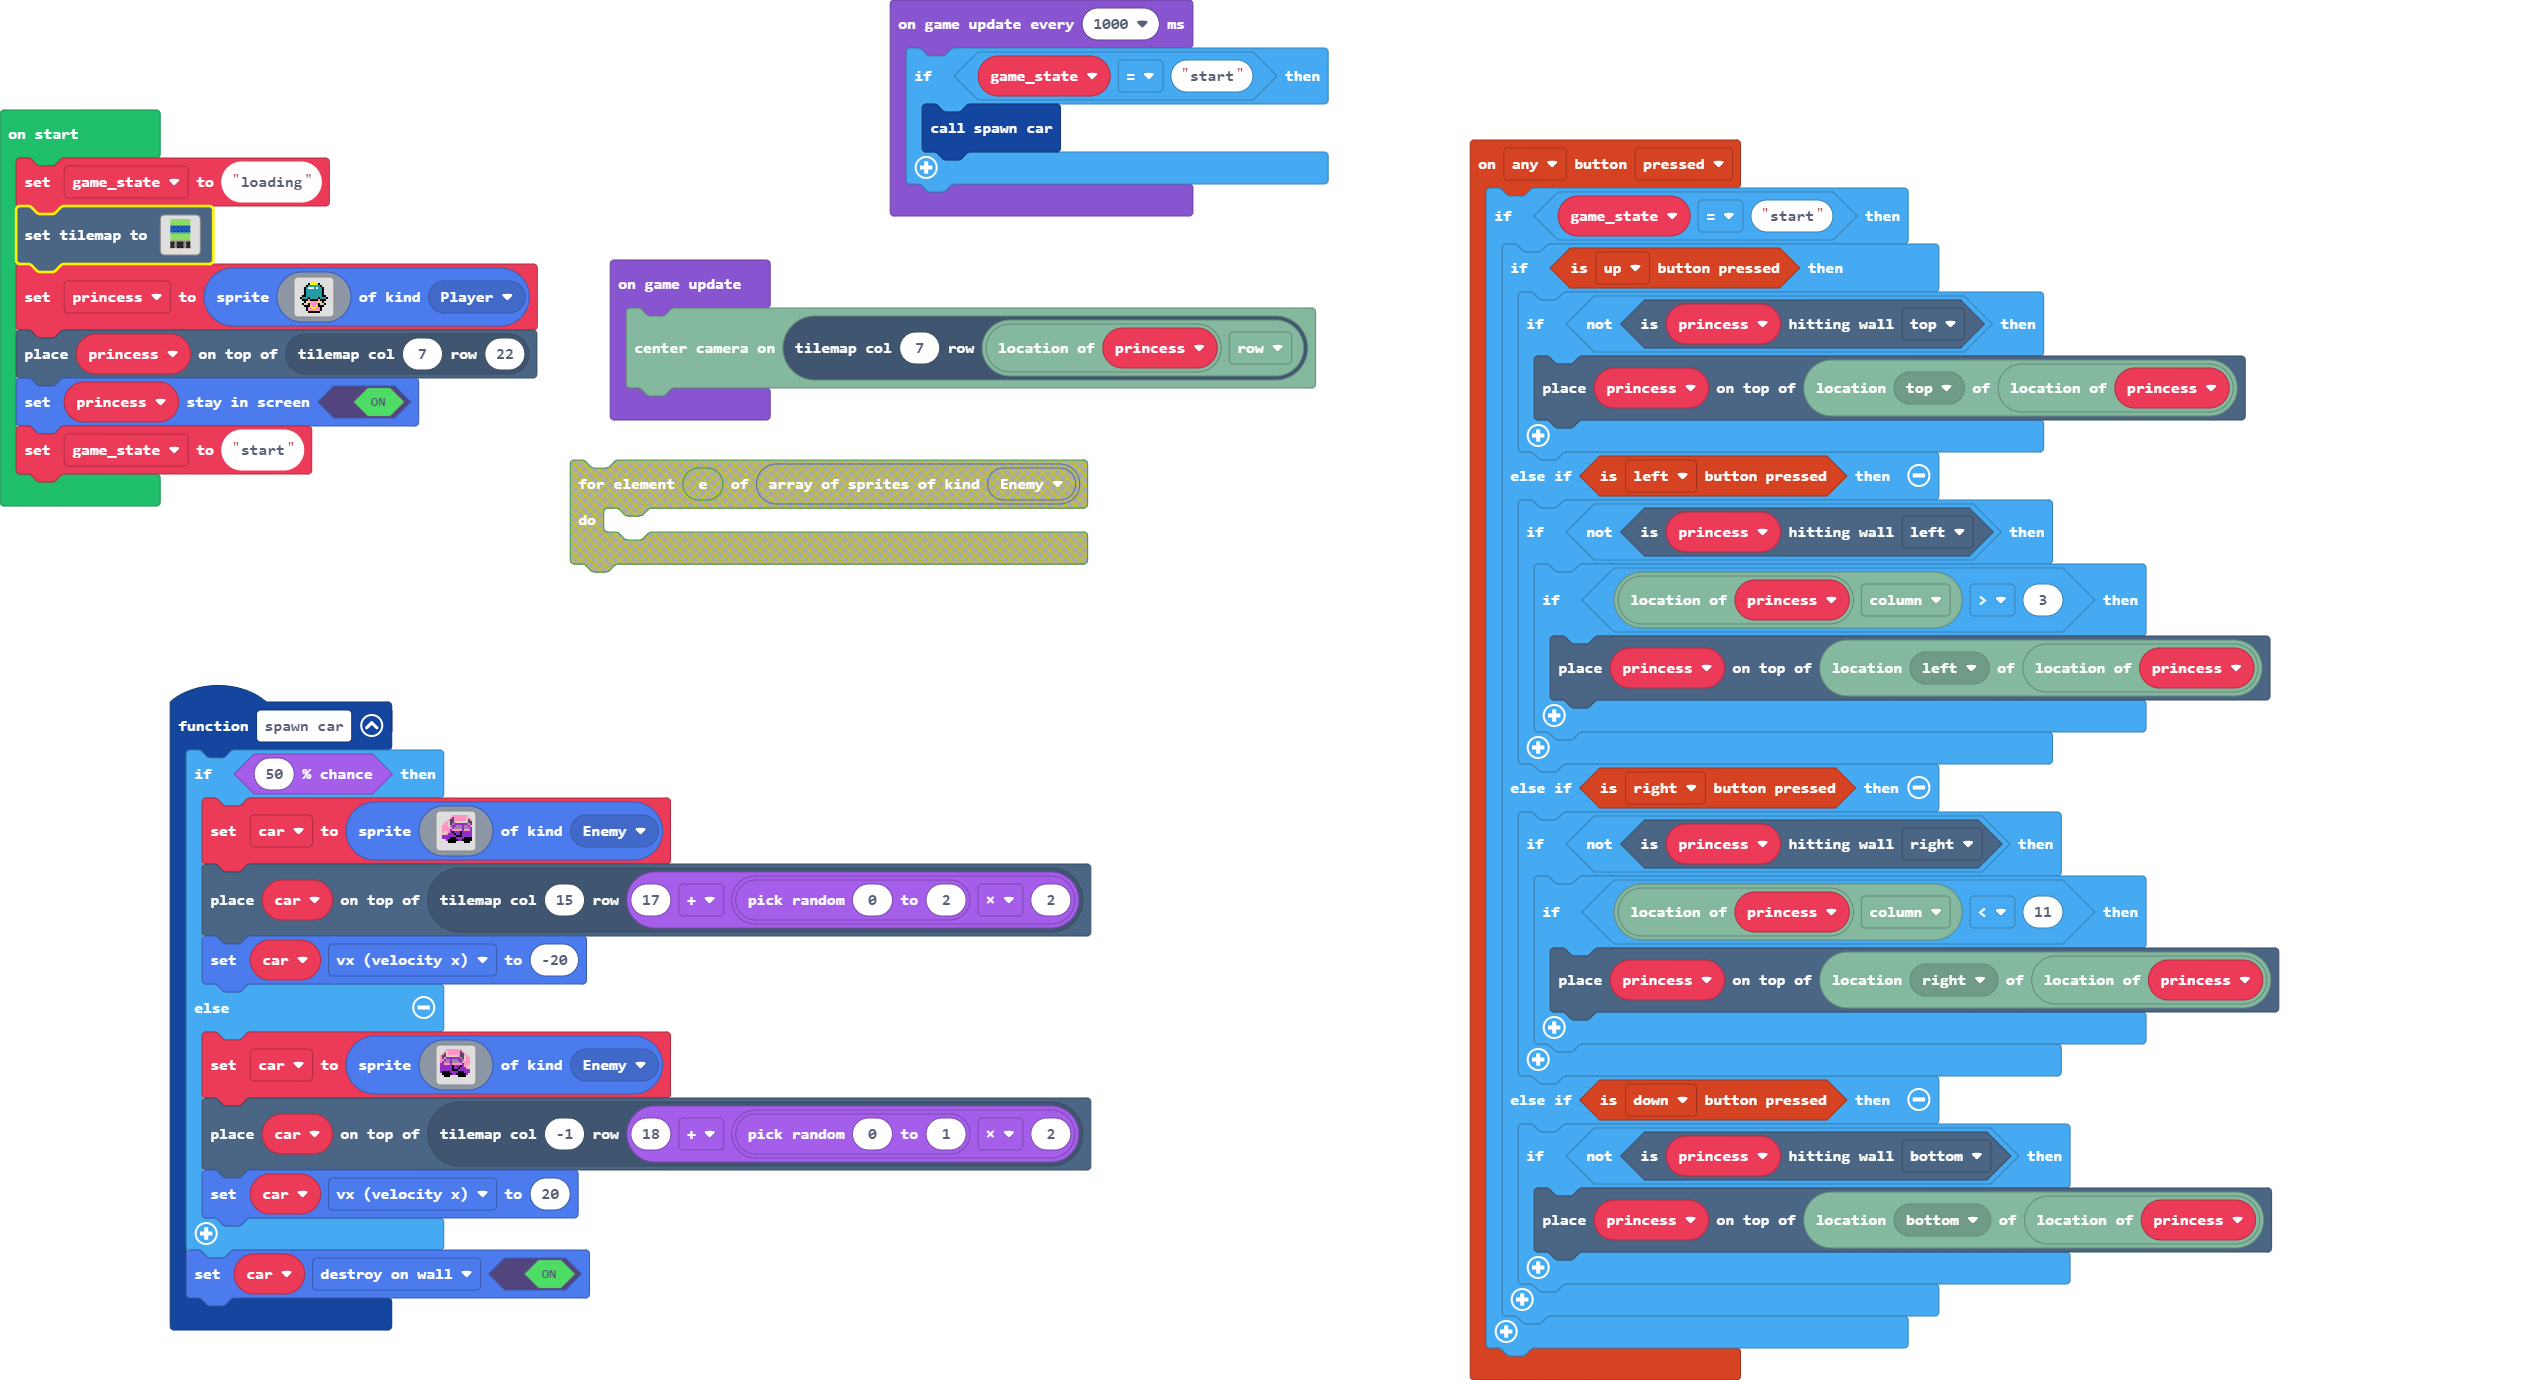 on start
set game_state to "loading"
set tilemap to
set princess to sprite of kind Player
place princess on top of tilemap col 7 row 22
set princess stay in screen ON
set game_state to "start"
on game update every 1000 ms
if game_state = "start" then
call spawn car
on game update
center camera on tilemap col 7 row location of princess row
for element e of array of sprites of kind Enemy
do
function spawn car
if 50 % chance then
set car to sprite of kind Enemy
place car on top of tilemap col 15 row 17 + pick random 0 to 2 × 2
set car vx (velocity x) to -20
else
set car to sprite of kind Enemy
place car on top of tilemap col -1 row 18 + pick random 0 to 1 × 2
set car vx (velocity x) to 20
set car destroy on wall ON
on any button pressed
if game_state = "start" then
if is up button pressed then
if not is princess hitting wall top then
place princess on top of location top of location of princess
else if is left button pressed then
if not is princess hitting wall left then
if location of princess column > 3 then
place princess on top of location left of location of princess
else if is right button pressed then
if not is princess hitting wall right then
if location of princess column < 11 then
place princess on top of location right of location of princess
else if is down button pressed then
if not is princess hitting wall bottom then
place princess on top of location bottom of location of princess